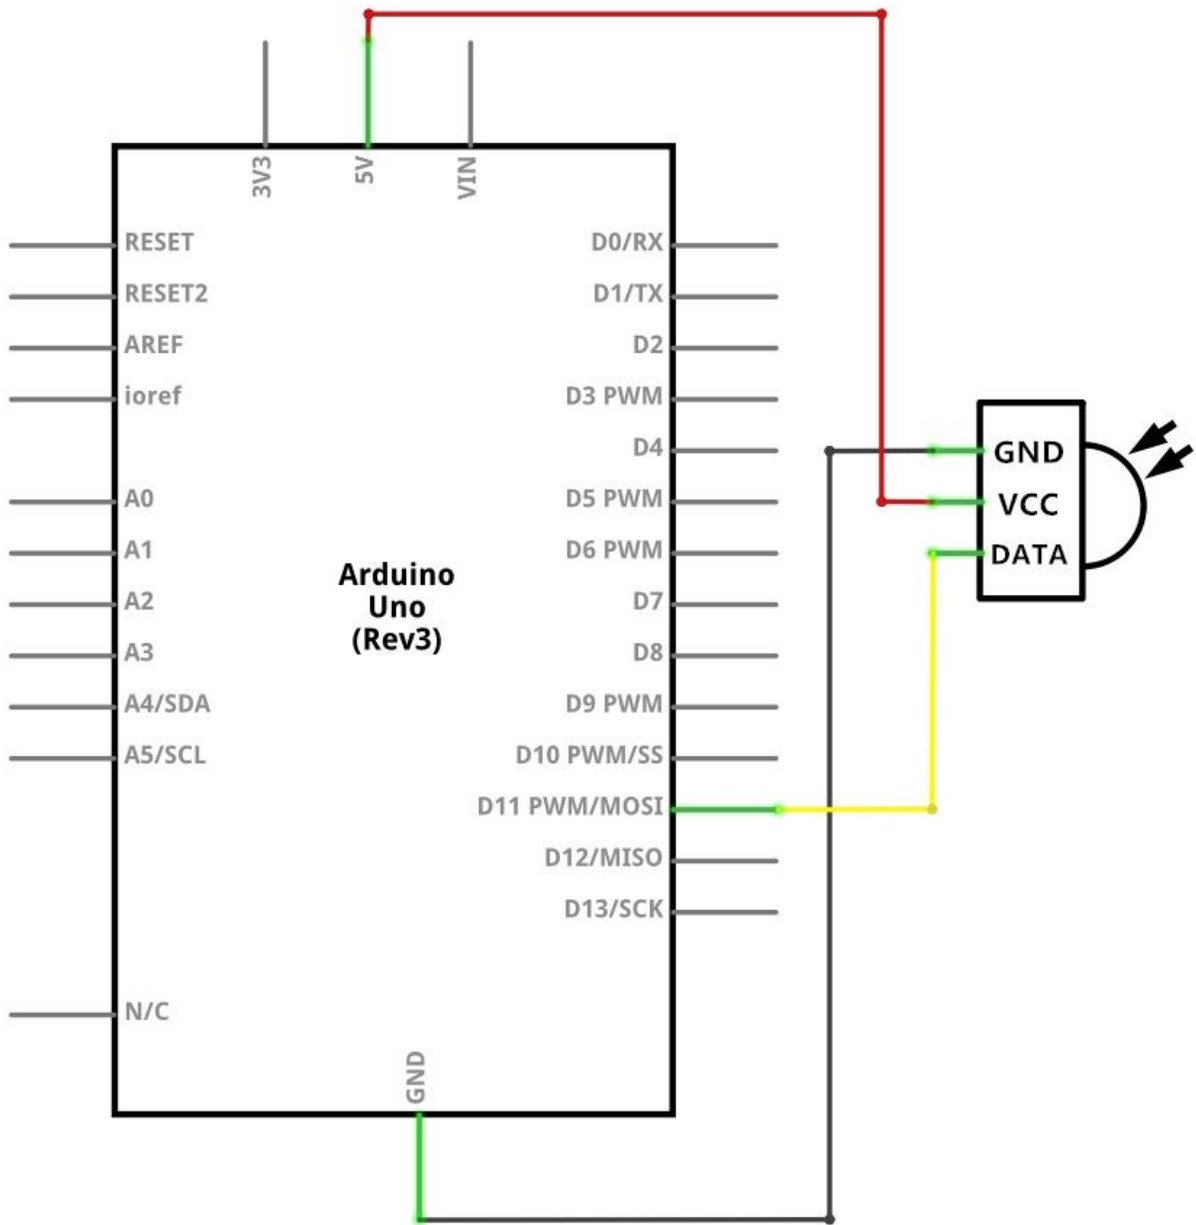 3V3
5V
VIN
RESET
RESET2
AREF
ioref
A0
A1
A2
A3
A4/SDA
A5/SCL
N/C
Arduino
Uno
(Rev3)
D0/RX
D1/TX
D2
D3 PWM
D4
D5 PWM
D6 PWM
D7
D8
D9 PWM
D10 PWM/SS
D11 PWM/MOSI
D12/MISO
D13/SCK
GND
GND
VCC
DATA